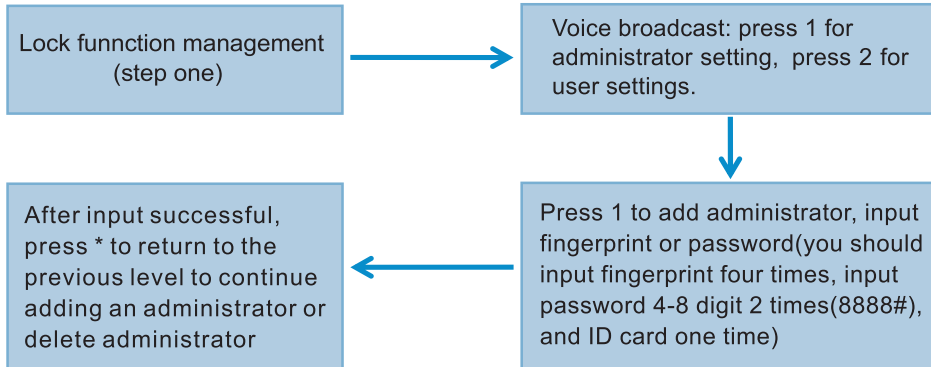 Lock funnction management
(step one)
Voice broadcast: press 1 for
administrator setting, press 2 for
user settings.
Press 1 to add administrator, input
fingerprint or password(you should
input fingerprint four times, input
password 4-8 digit 2 times(8888#),
and ID card one time)
After input successful,
press * to return to the
previous level to continue
adding an administrator or
delete administrator